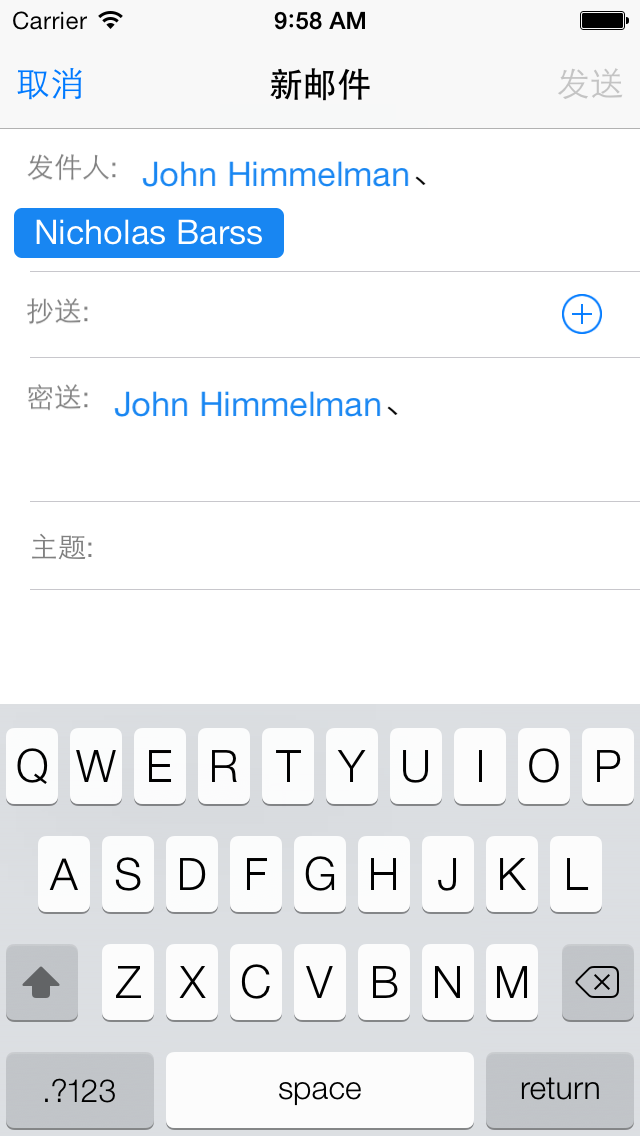 Carrier 9:58 AM
取消 新邮件 发送
发件人: John Himmelman、
Nicholas Barss
抄送:
密送: John Himmelman、
主题:
Q W E R T Y U I O P
A S D F G H J K L
Z X C V B N M
.?123 space return